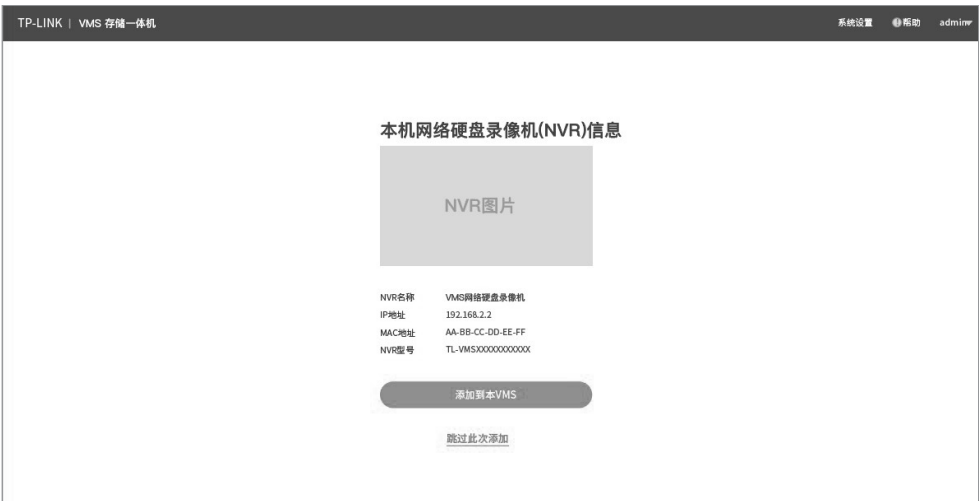 TP-LINK | VMS 存储一体机 系统设置 帮助 admin
本机网络硬盘录像机(NVR)信息
NVR图片
NVR名称 VMS网络硬盘录像机
IP地址 192.168.2.2
MAC地址 AA-BB-CC-DD-EE-FF
NVR型号 TL-VMSXXXXXXXXXXX
添加到本VMS
跳过此次添加